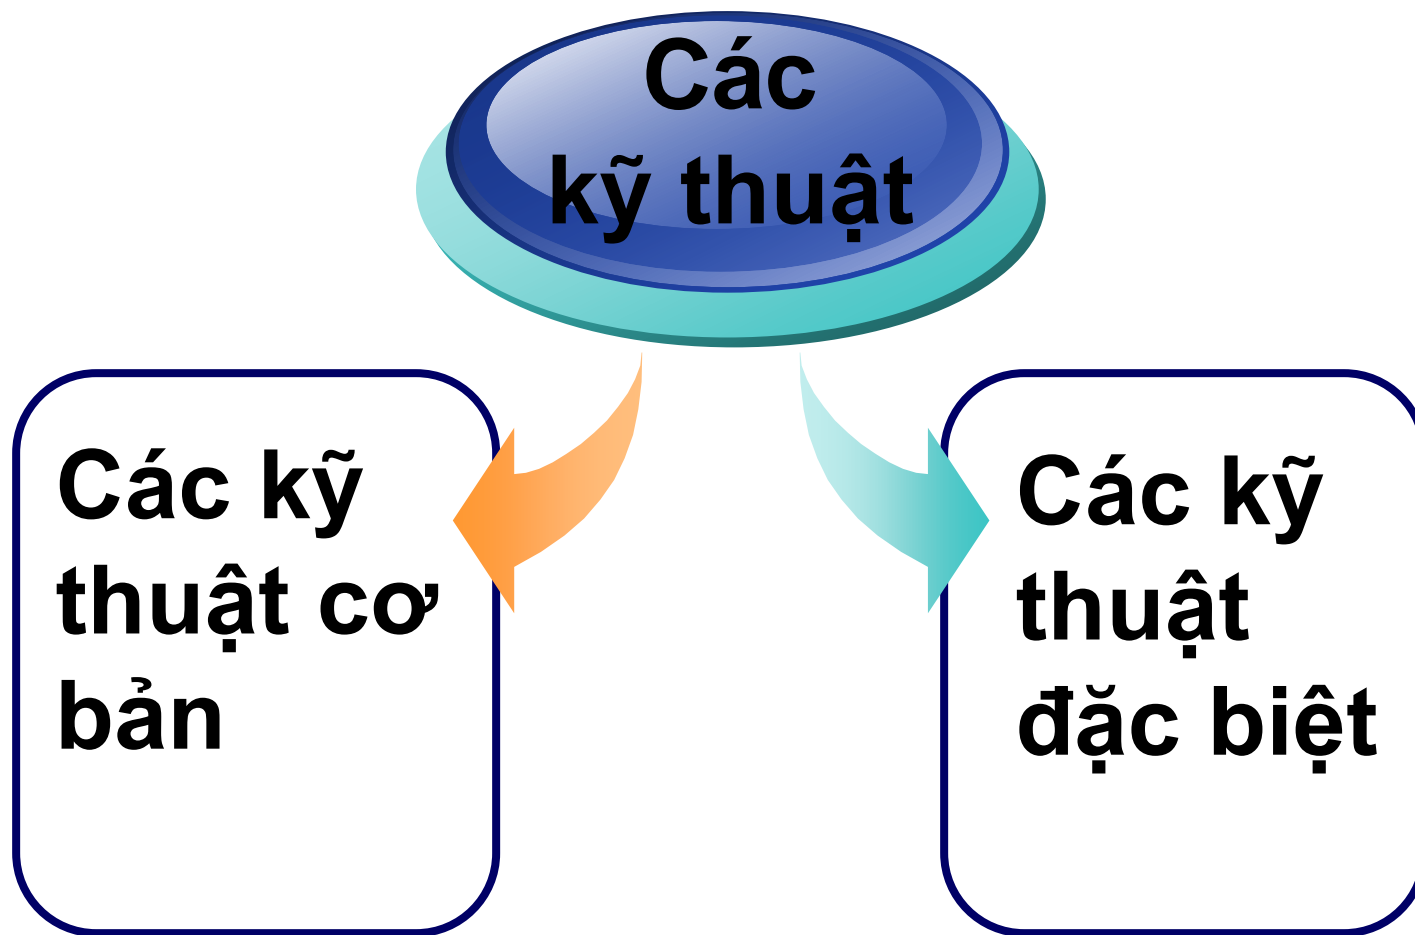 Các
kỹ thuật
Các kỹ
thuật cơ
bản
Các kỹ
thuật
đặc biệt